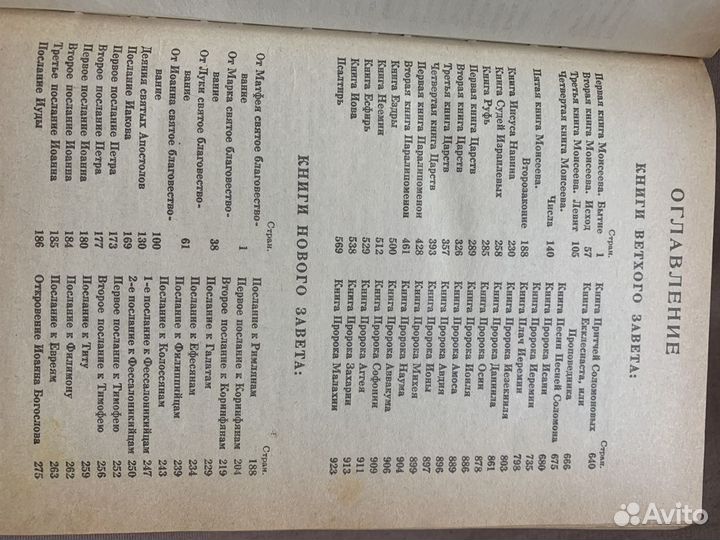 ОГЛАВЛЕНИЕ
КНИГИ ВЕТХОГО ЗАВЕТА:
Стран.
Первая книга Моисеева. Бытие 1
Вторая книга Моисеева. Исход 57
Третья книга Моисеева. Левит 105
Четвертая книга Моисеева.
Числа 140
Пятая книга Моисеева.
Второзаконие 188
Книга Иисуса Навина 230
Книга Судей Израилевых 258
Книга Руфь 285
Первая книга Царств 289
Вторая книга Царств 326
Третья книга Царств 357
Четвертая книга Царств 393
Первая книга Паралипоменон 428
Вторая книга Паралипоменон 461
Книга Ездры 500
Книга Неемии 512
Книга Есфирь 529
Книга Иова 538
Псалтирь 569
Стран.
Книга Притчей Соломоновых 640
Книга Екклесиаста, или
Проповедника 666
Книга Песни Песней Соломона 675
Книга Пророка Исаии 680
Книга Пророка Иеремии 735
Книга Плач Иеремии 798
Книга Пророка Иезекииля 803
Книга Пророка Даниила 861
Книга Пророка Осии 878
Книга Пророка Иоиля 886
Книга Пророка Амоса 889
Книга Пророка Авдия 896
Книга Пророка Ионы 897
Книга Пророка Михея 899
Книга Пророка Наума 904
Книга Пророка Аввакума 906
Книга Пророка Софонии 909
Книга Пророка Аггея 911
Книга Пророка Захарии 913
Книга Пророка Малахии 923
КНИГИ НОВОГО ЗАВЕТА:
Стран.
От Матфея святое благовество-
вание 1
От Марка святое благовество-
вание 38
От Луки святое благовество-
вание 61
От Иоанна святое благовество-
вание 100
Деяния святых Апостолов 130
Послание Иакова 169
Первое послание Петра 173
Второе послание Петра 177
Первое послание Иоанна 180
Второе послание Иоанна 184
Третье послание Иоанна 185
Послание Иуды 186
Стран.
Послание к Римлянам 188
Первое послание к Коринфянам 204
Второе послание к Коринфянам 219
Послание к Галатам 229
Послание к Ефесянам 234
Послание к Филиппийцам 239
Послание к Колоссянам 243
1-е послание к Фессалоникийцам 247
2-е послание к Фессалоникийцам 250
Первое послание к Тимофею 252
Второе послание к Тимофею 256
Послание к Титу 259
Послание к Филимону 262
Послание к Евреям 263
Откровение Иоанна Богослова 275
Avito